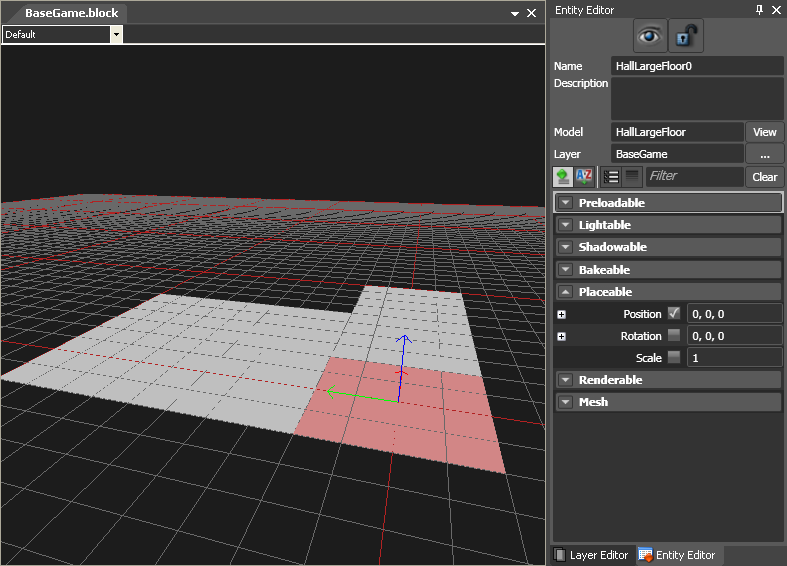 BaseGame.block
Default
Entity Editor
Name HallLargeFloor0
Description
Model HallLargeFloor View
Layer BaseGame ...
AZ Filter Clear
Preloadable
Lightable
Shadowable
Bakeable
Placeable
Position 0, 0, 0
Rotation 0, 0, 0
Scale 1
Renderable
Mesh
Layer Editor Entity Editor